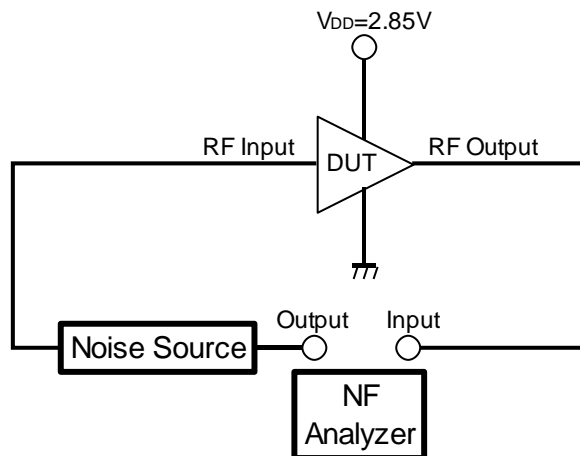 VDD=2.85V
RF Input
DUT
RF Output
Output
Input
Noise Source
NF
Analyzer